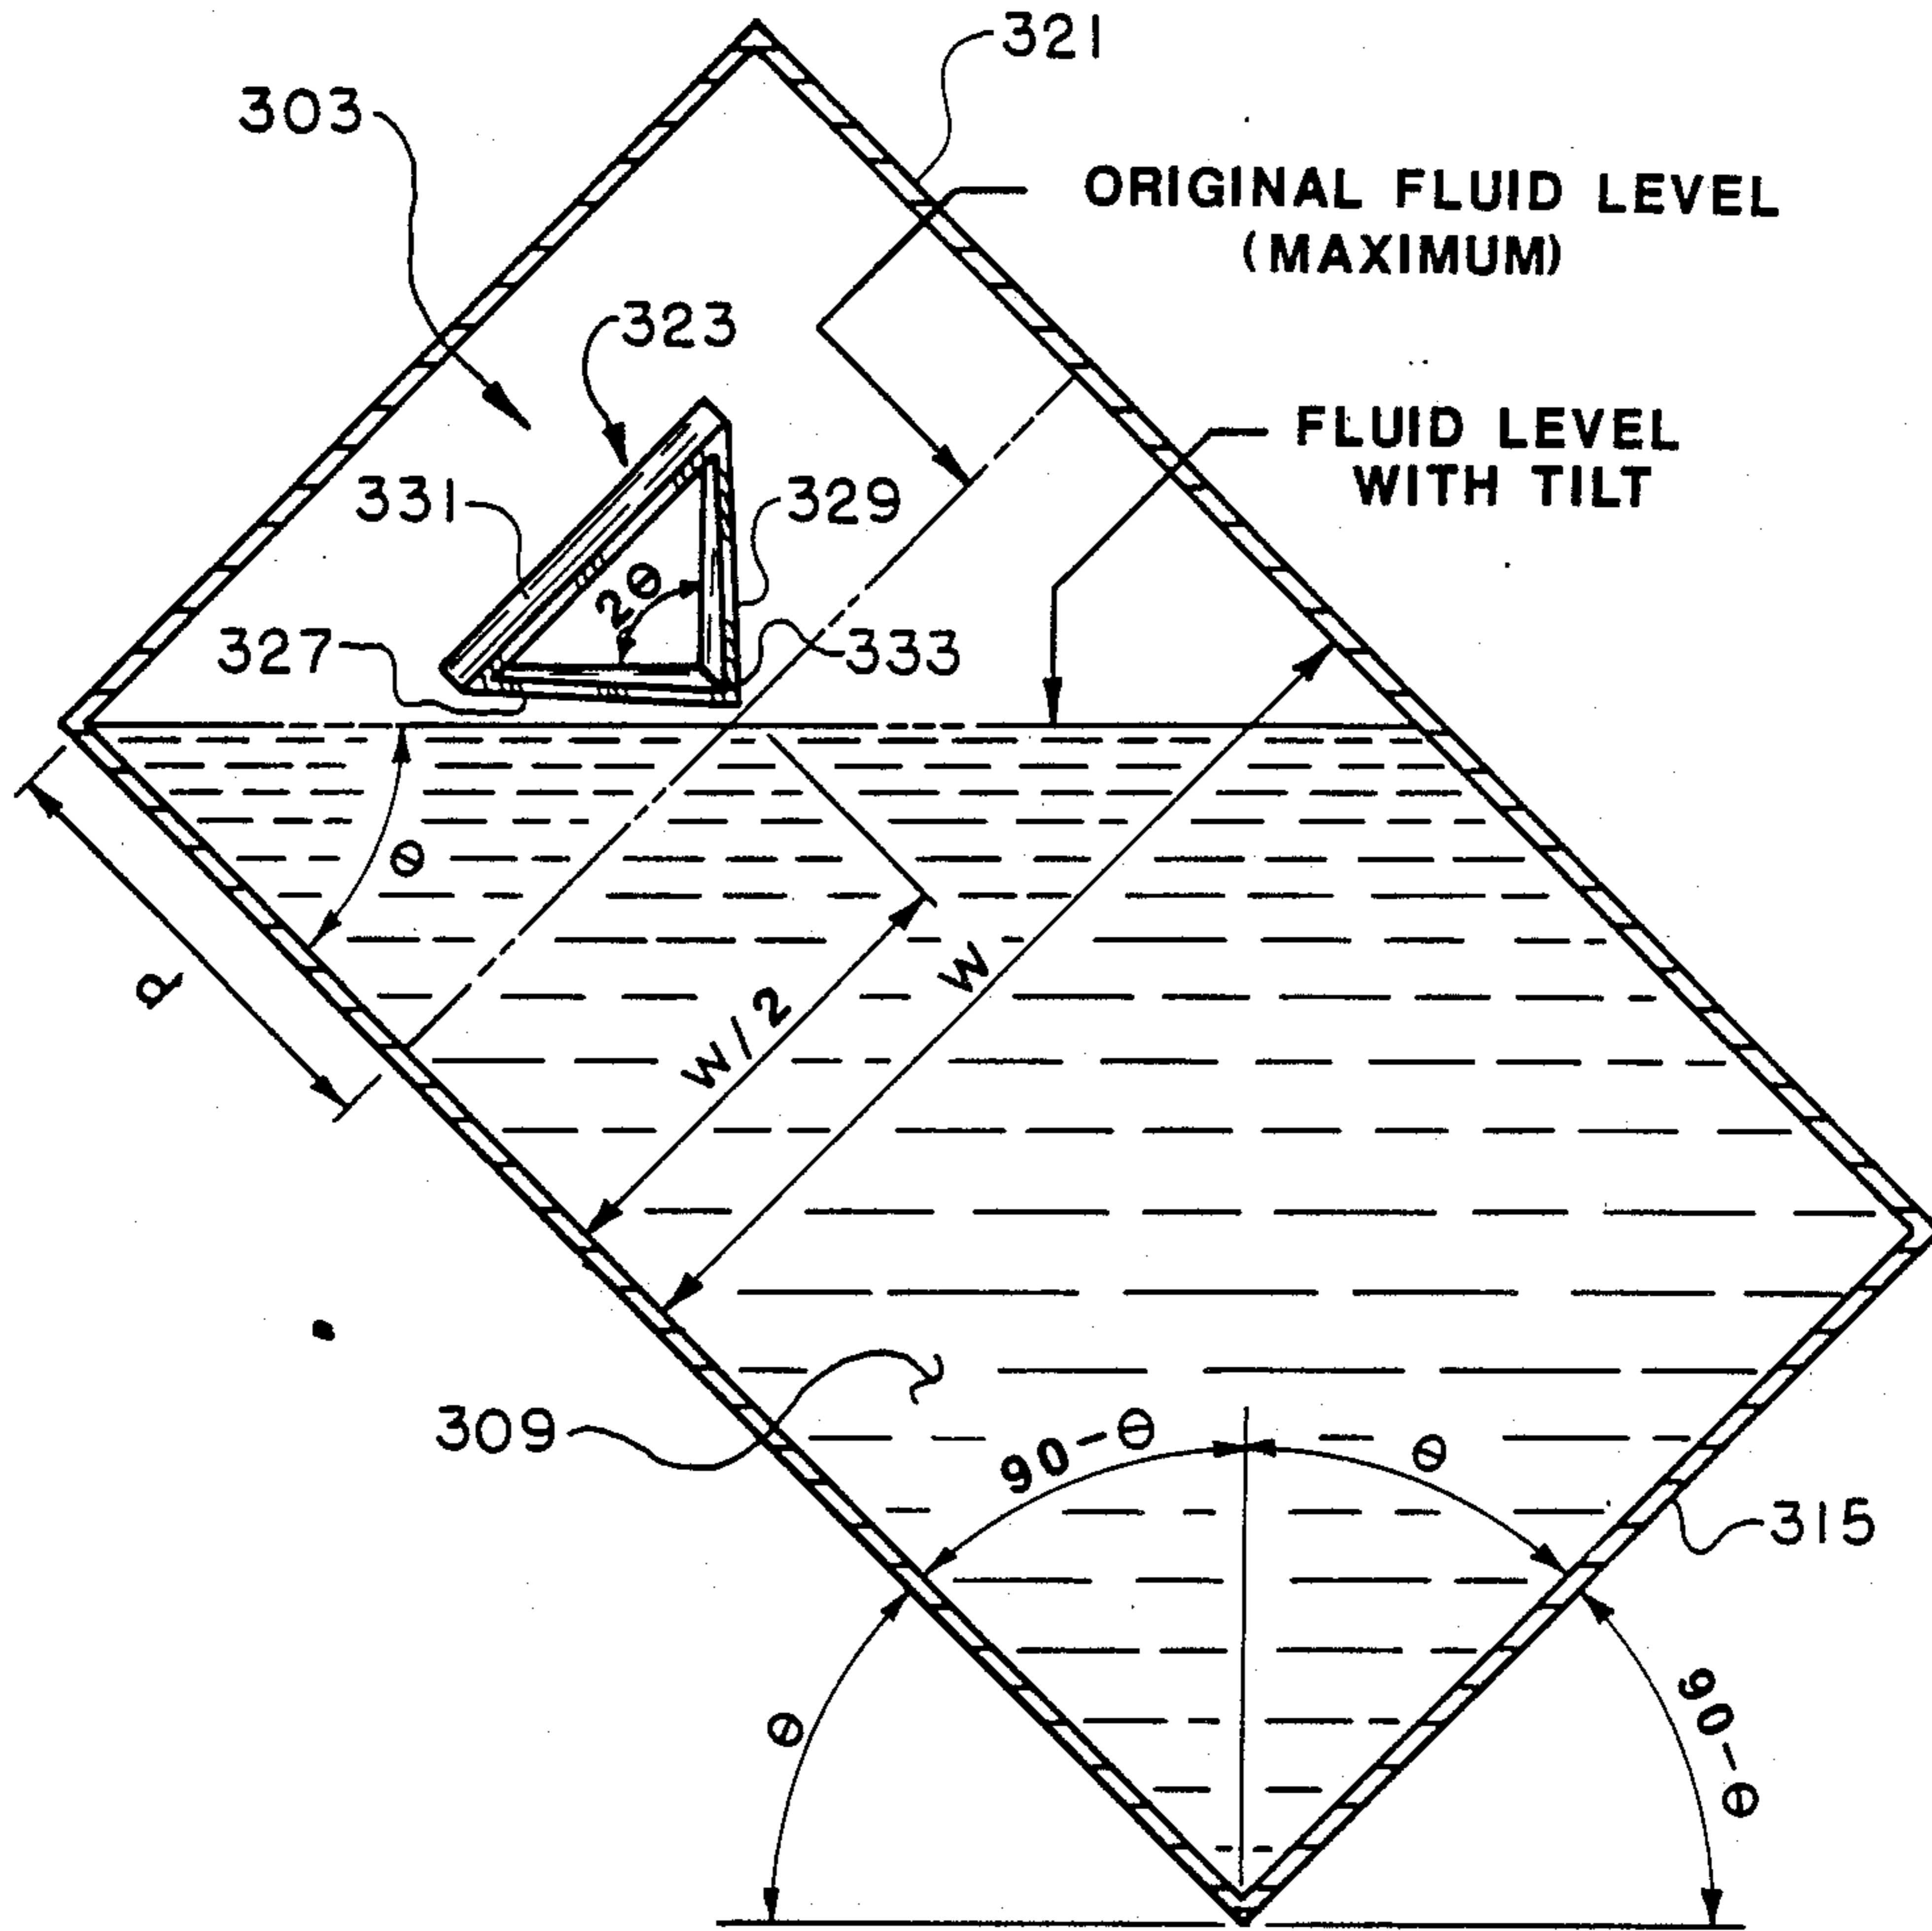 321
303
ORIGINAL FLUID LEVEL
(MAXIMUM)
323
FLUID LEVEL
WITH TILT
331
329
2θ
327
333
θ
d
W
W/2
309
90-θ
θ
315
θ
90-θ